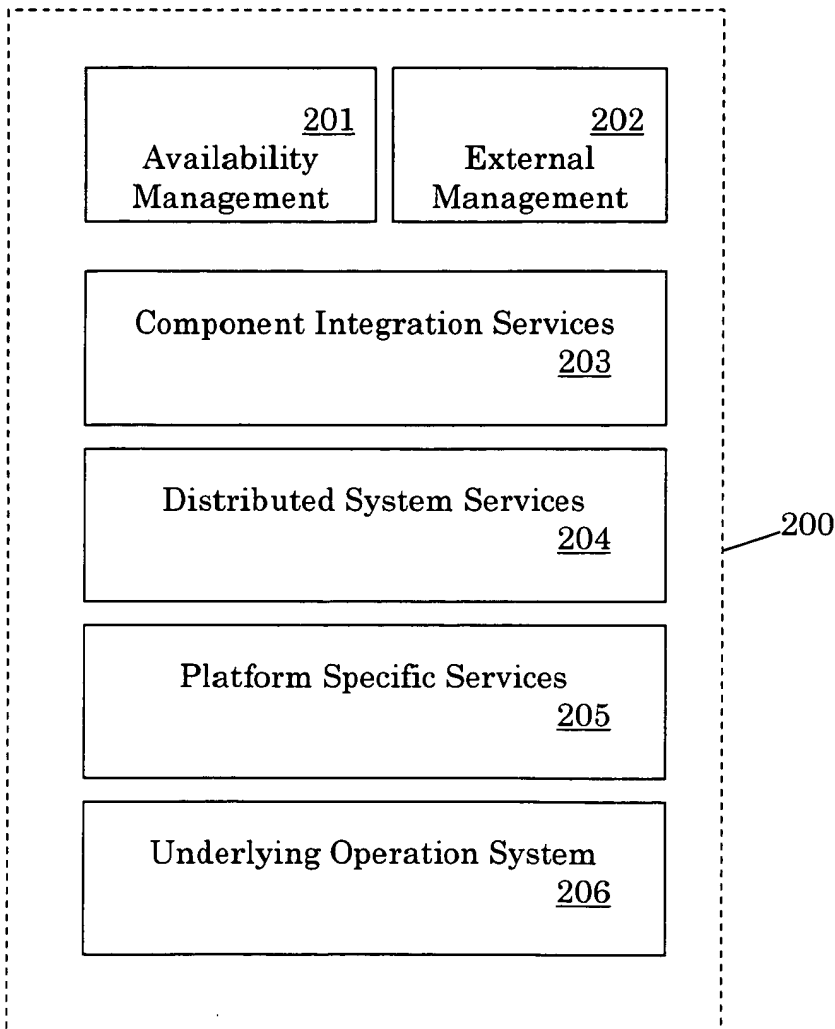 201
Availability
Management
202
External
Management
Component Integration Services
203
Distributed System Services
204
200
Platform Specific Services
205
Underlying Operation System
206